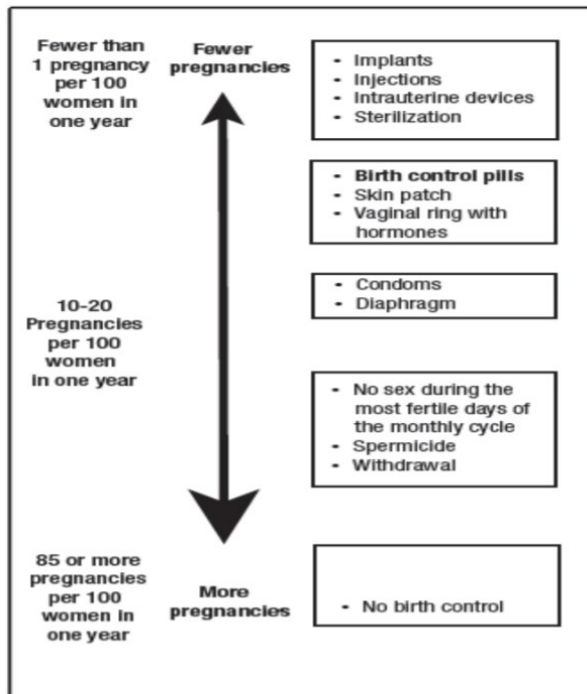 Fewer than
1 pregnancy
per 100
women in
one year
Fewer
pregnancies
• Implants
• Injections
• Intrauterine devices
• Sterilization
• Birth control pills
• Skin patch
• Vaginal ring with
hormones
10-20
Pregnancies
per 100
women
in one year
• Condoms
• Diaphragm
• No sex during the
most fertile days of
the monthly cycle
• Spermicide
• Withdrawal
85 or more
pregnancies
per 100
women in
one year
More
pregnancies
• No birth control